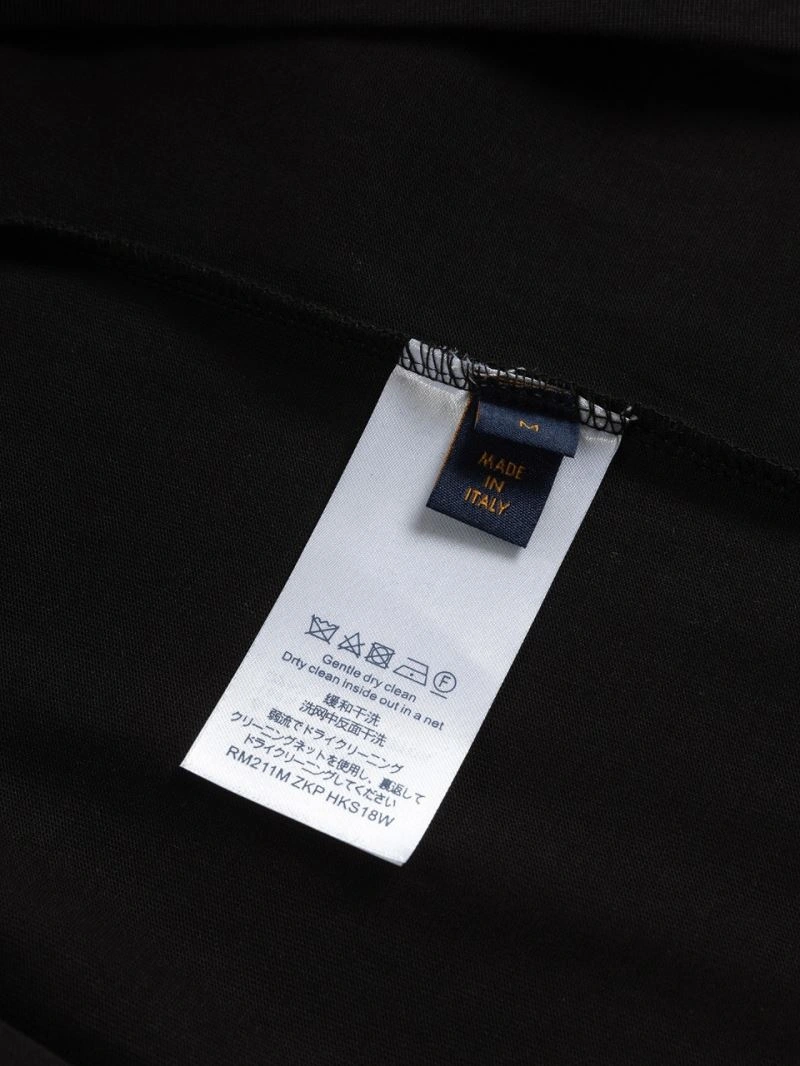 M
MADE
IN
ITALY
Gentle dry clean
Drty clean inside out in a net
缓和干洗
洗网中反面干洗
弱流でドライクリーニング
クリーニングネットを使用し、裏返して
ドライクリーニングしてください
RM211M ZKP HKS18W